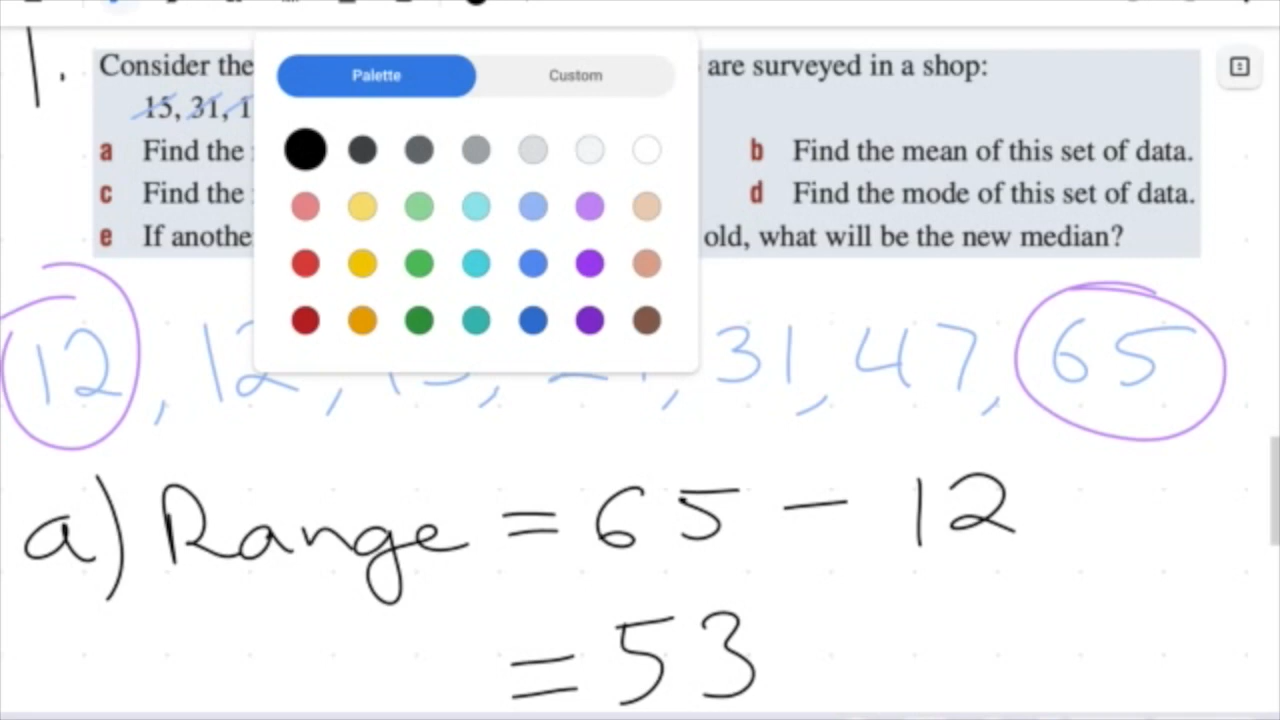 1. Consider the are surveyed in a shop:
Palette Custom
15, 31, 1
a Find the b Find the mean of this set of data.
c Find the d Find the mode of this set of data.
e If anothe old, what will be the new median?
12, 12, 15, 31, 47, 65
a) Range = 65 - 12
= 53